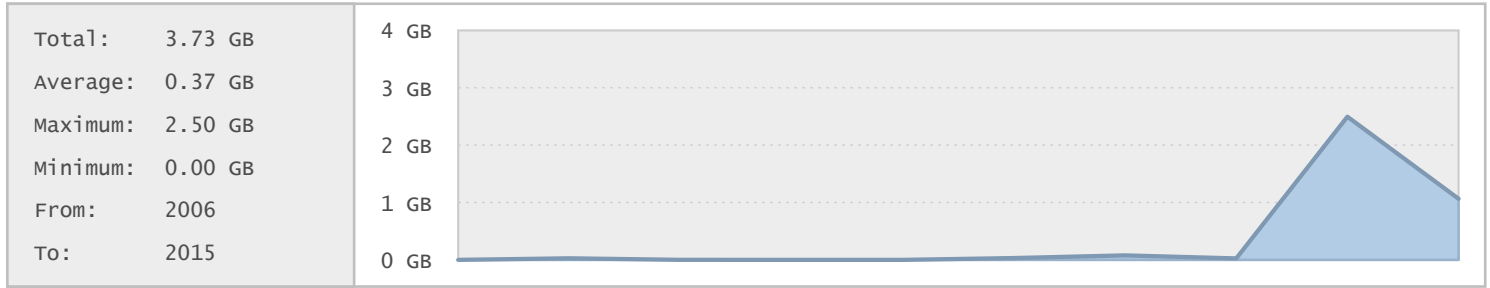 Total: 3.73 GB
Average: 0.37 GB
Maximum: 2.50 GB
Minimum: 0.00 GB
From: 2006
To: 2015
4 GB
3 GB
2 GB
1 GB
0 GB